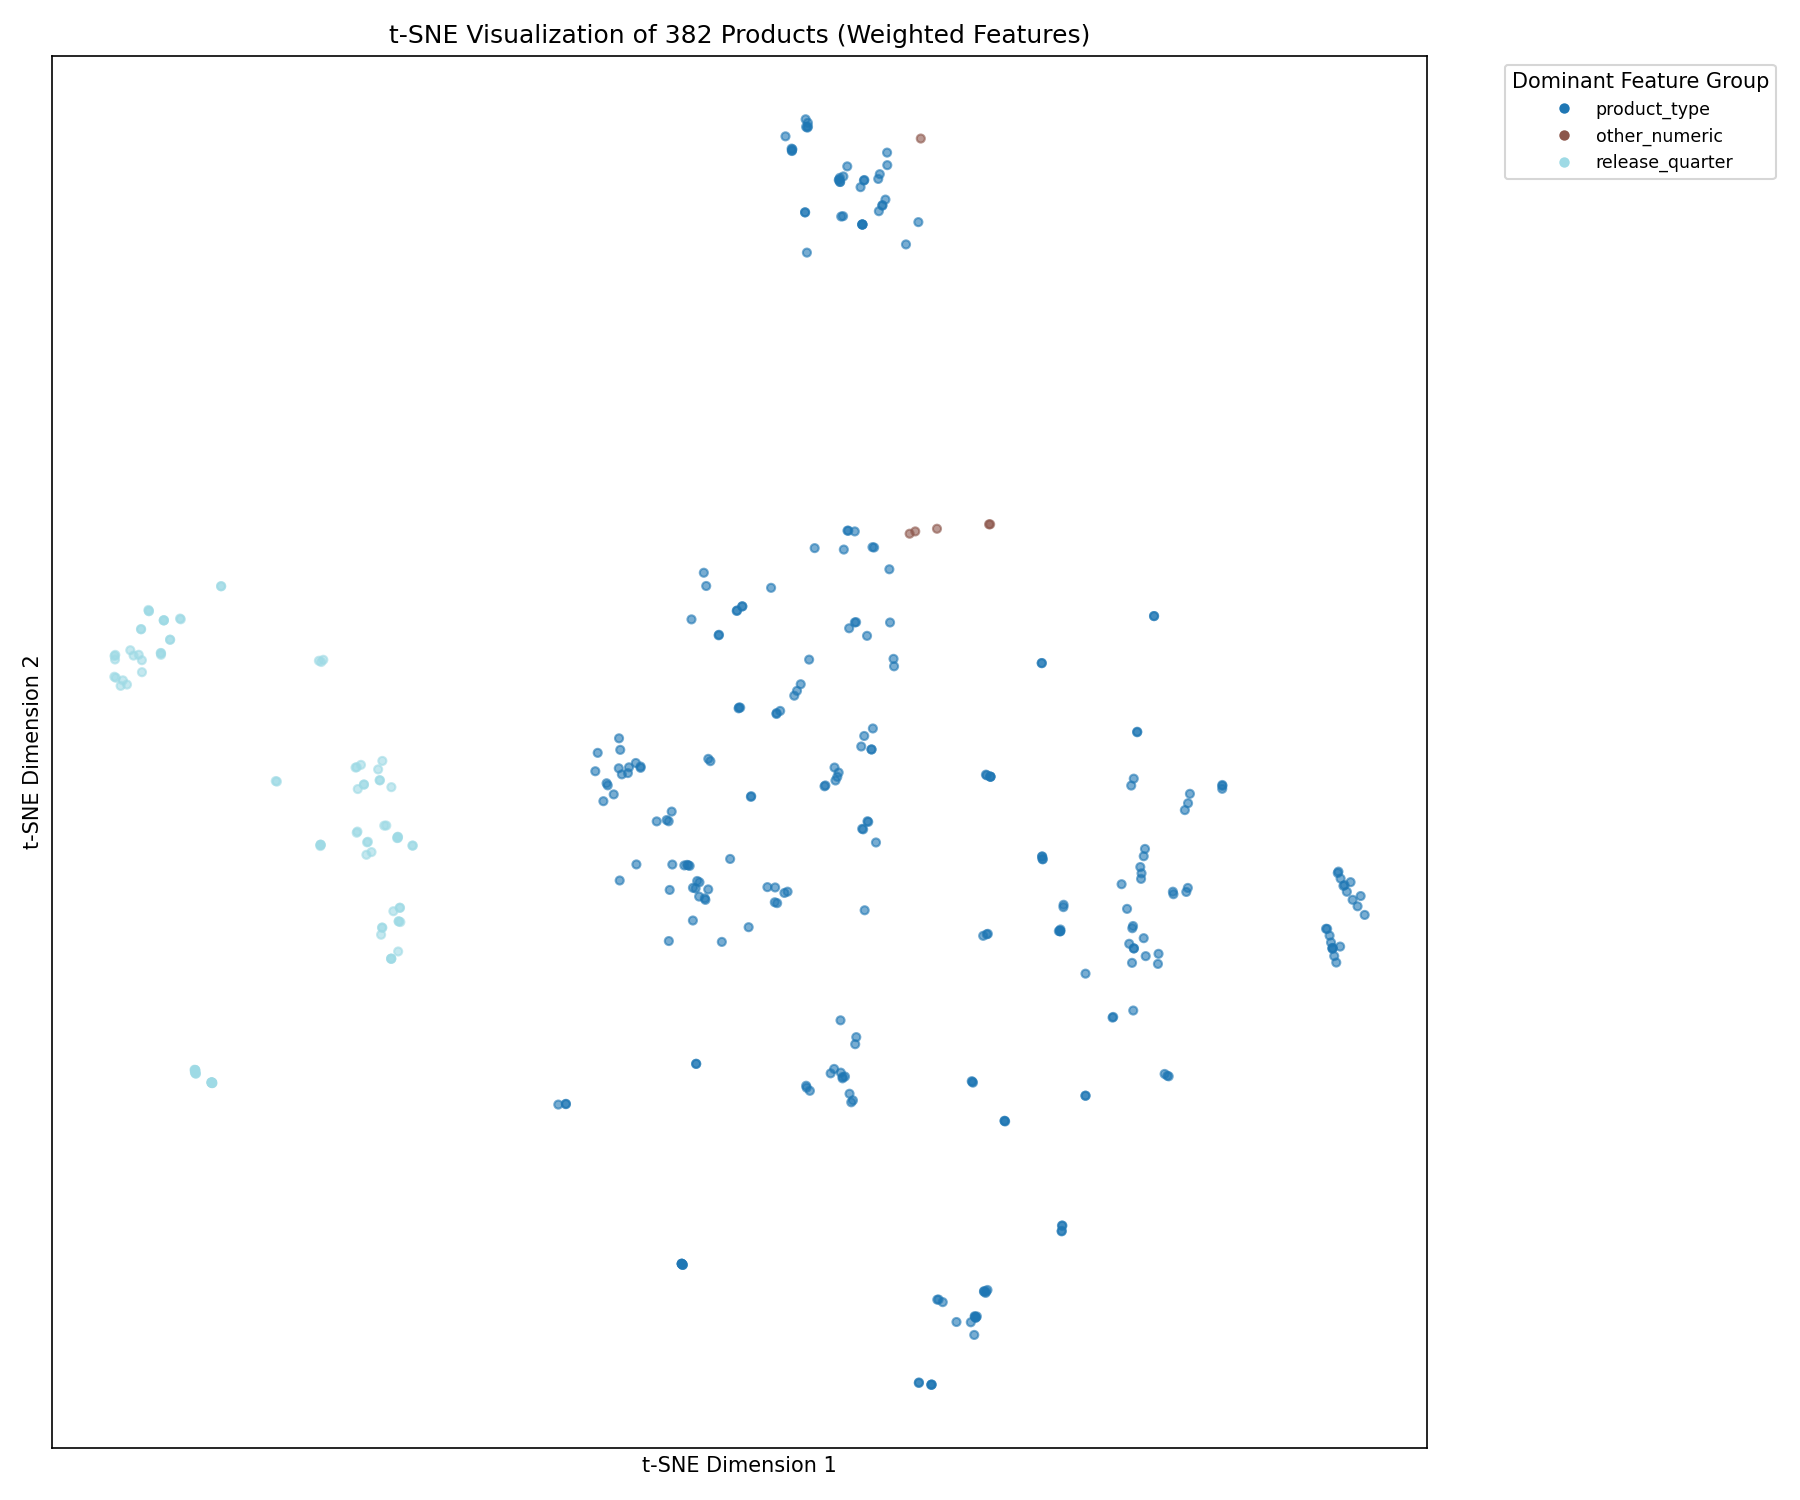 t-SNE Visualization of 382 Products (Weighted Features)
Dominant Feature Group
product_type
other_numeric
release_quarter
t-SNE Dimension 2
t-SNE Dimension 1